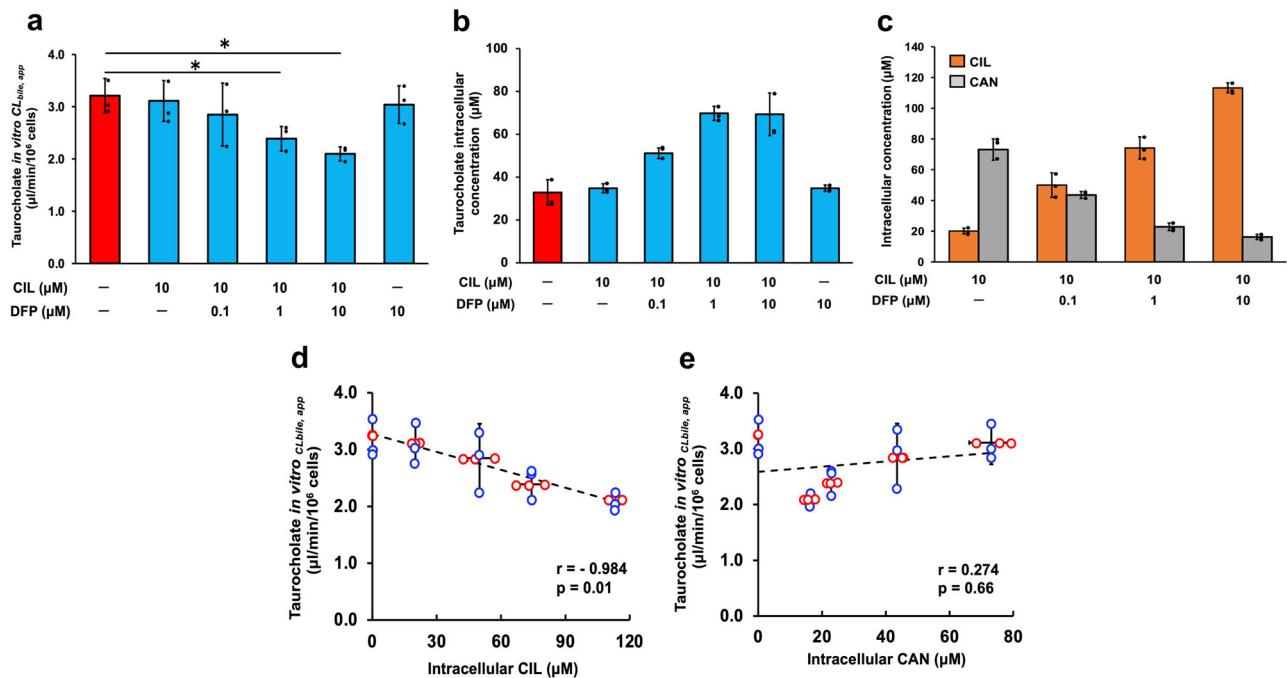 a
Taurocholate in vitro CLbile, app
(µl/min/10⁶ cells)
4.0
3.0
2.0
1.0
0.0
*
*
CIL (µM) — 10 10 10 10 —
DFP (µM) — — 0.1 1 10 10
b
Taurocholate intracellular
concentration (µM)
100
80
60
40
20
0
CIL (µM) — 10 10 10 10 —
DFP (µM) — — 0.1 1 10 10
c
Intracellular concentration (µM)
140
120
100
80
60
40
20
0
CIL
CAN
CIL (µM) 10 10 10 10
DFP (µM) — 0.1 1 10
d
Taurocholate in vitro CLbile, app
(µl/min/10⁶ cells)
4.0
3.0
2.0
1.0
0.0
r = - 0.984
p = 0.01
0 30 60 90 120
Intracellular CIL (µM)
e
Taurocholate in vitro CLbile, app
(µl/min/10⁶ cells)
4.0
3.0
2.0
1.0
0.0
r = 0.274
p = 0.66
0 20 40 60 80
Intracellular CAN (µM)